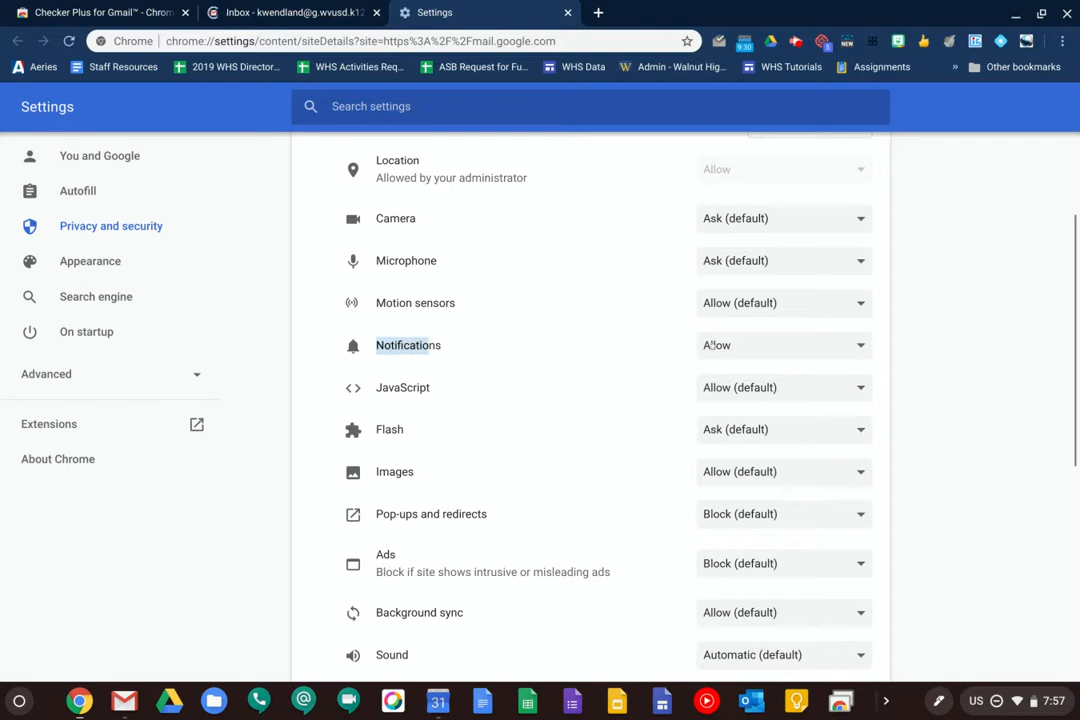 Checker Plus for Gmail™ - Chrom
Inbox - kwendland@g.wvusd.k12
Settings
Chrome
chrome://settings/content/siteDetails?site=https%3A%2F%2Fmail.google.com
9:30
5
NEW
Aeries
Staff Resources
2019 WHS Director...
WHS Activities Req...
ASB Request for Fu...
WHS Data
Admin - Walnut Hig...
WHS Tutorials
Assignments
»
Other bookmarks
Settings
Search settings
You and Google
Autofill
Privacy and security
Appearance
Search engine
On startup
Advanced
Extensions
About Chrome
Location
Allowed by your administrator
Allow
Camera
Ask (default)
Microphone
Ask (default)
Motion sensors
Allow (default)
Notifications
Allow
JavaScript
Allow (default)
Flash
Ask (default)
Images
Allow (default)
Pop-ups and redirects
Block (default)
Ads
Block if site shows intrusive or misleading ads
Block (default)
Background sync
Allow (default)
Sound
Automatic (default)
31
US
7:57